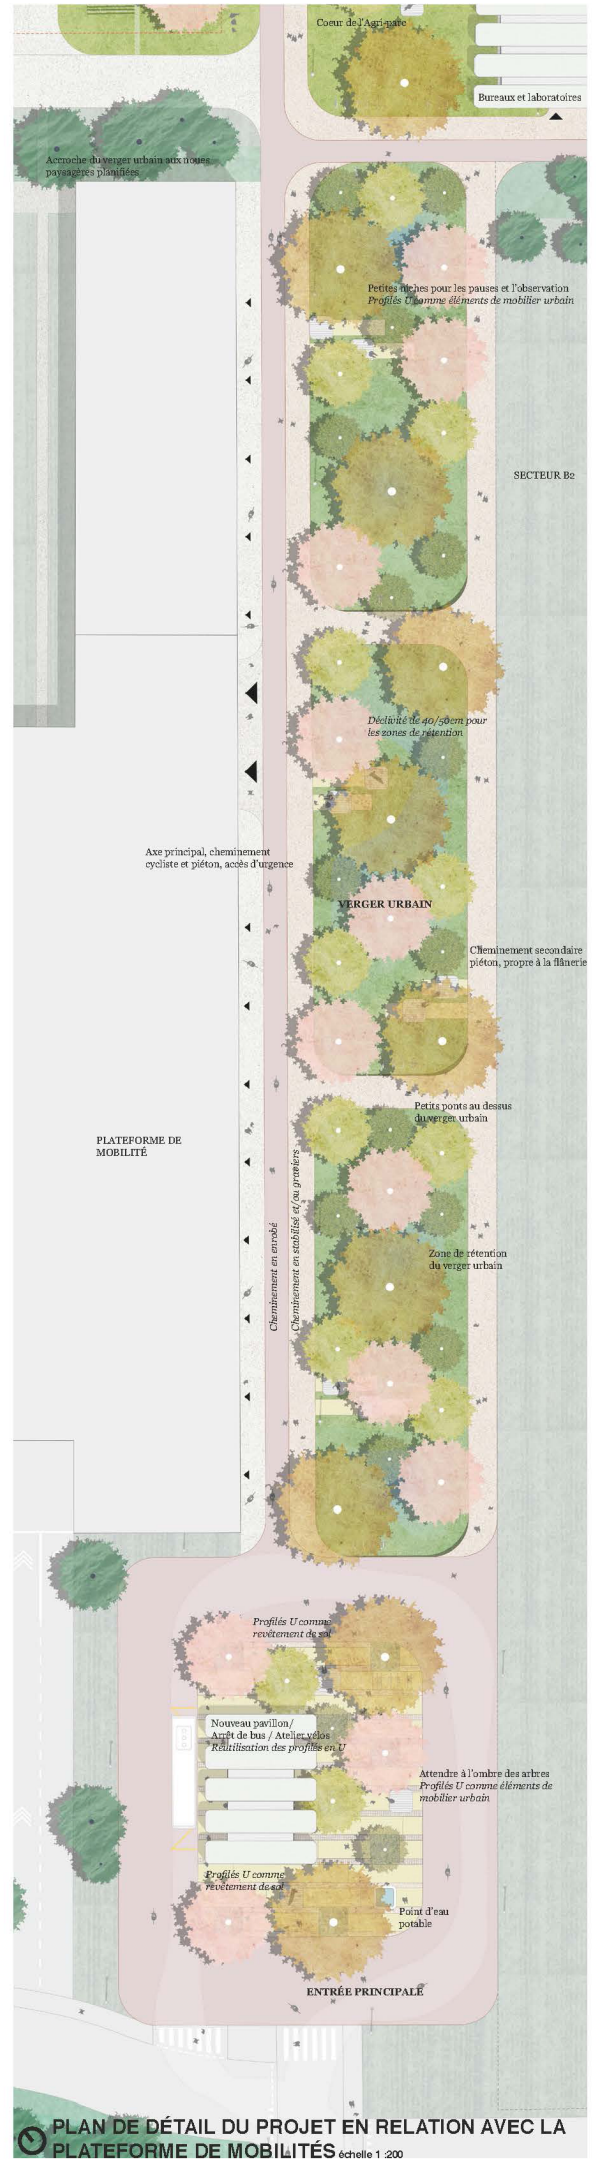 Coeur de l'Agri-parc
Bureaux et laboratoires
Accroche du verger urbain aux noues
paysagères planifiées
Petites niches pour les pauses et l'observation
Profilés U comme éléments de mobilier urbain
SECTEUR B2
Déclivité de 40/50cm pour
les zones de rétention
Axe principal, cheminement
cycliste et piéton, accès d'urgence
VERGER URBAIN
Cheminement secondaire
piéton, propre à la flânerie
Petits ponts au dessus
du verger urbain
PLATEFORME DE
MOBILITÉ
Cheminement en enrobé
Cheminement en stabilisé et/ou graviers
Zone de rétention
du verger urbain
Profilés U comme
revêtement de sol
Nouveau pavillon/
Arrêt de bus / Atelier vélos
Réutilisation des profilés en U
Attendre à l'ombre des arbres
Profilés U comme éléments de
mobilier urbain
Profilés U comme
revêtement de sol
Point d'eau
potable
ENTRÉE PRINCIPALE
PLAN DE DÉTAIL DU PROJET EN RELATION AVEC LA
PLATEFORME DE MOBILITÉS échelle 1 :200